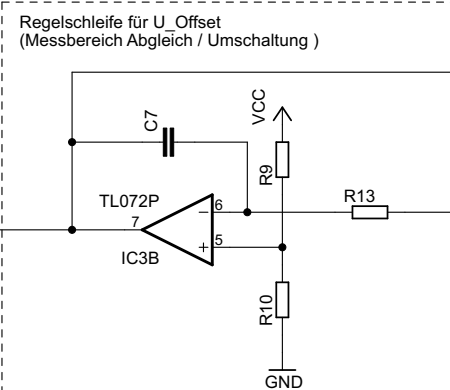 Regelschleife für U_Offset
(Messbereich Abgleich / Umschaltung )
C7
VCC
R9
TL072P
7
6
5
−
+
IC3B
R13
R10
GND